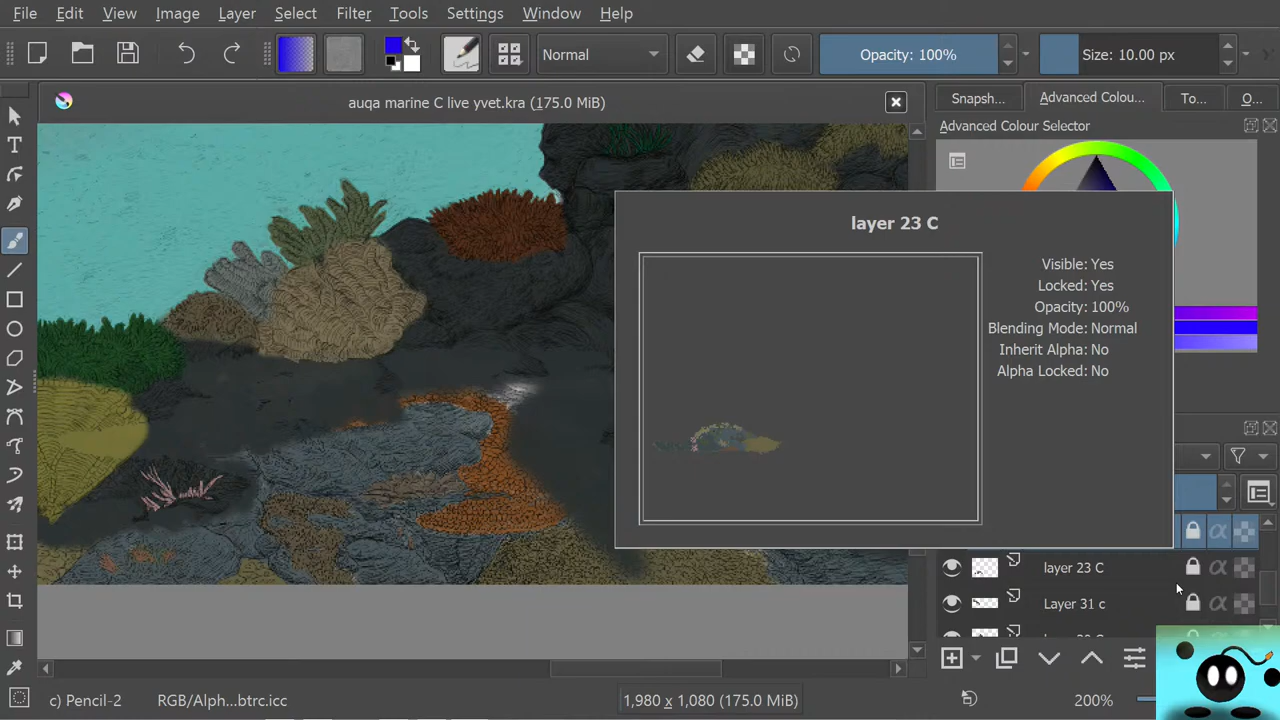 File Edit View Image Layer Select Filter Tools Settings Window Help
Normal Opacity: 100% Size: 10.00 px
auqa marine C live yvet.kra (175.0 MiB)
Snapsh... Advanced Colou... To... O...
Advanced Colour Selector
layer 23 C
Visible: Yes
Locked: Yes
Opacity: 100%
Blending Mode: Normal
Inherit Alpha: No
Alpha Locked: No
layer 23 C
Layer 31 c
c) Pencil-2 RGB/Alph...btrc.icc 1,980 x 1,080 (175.0 MiB) 200%